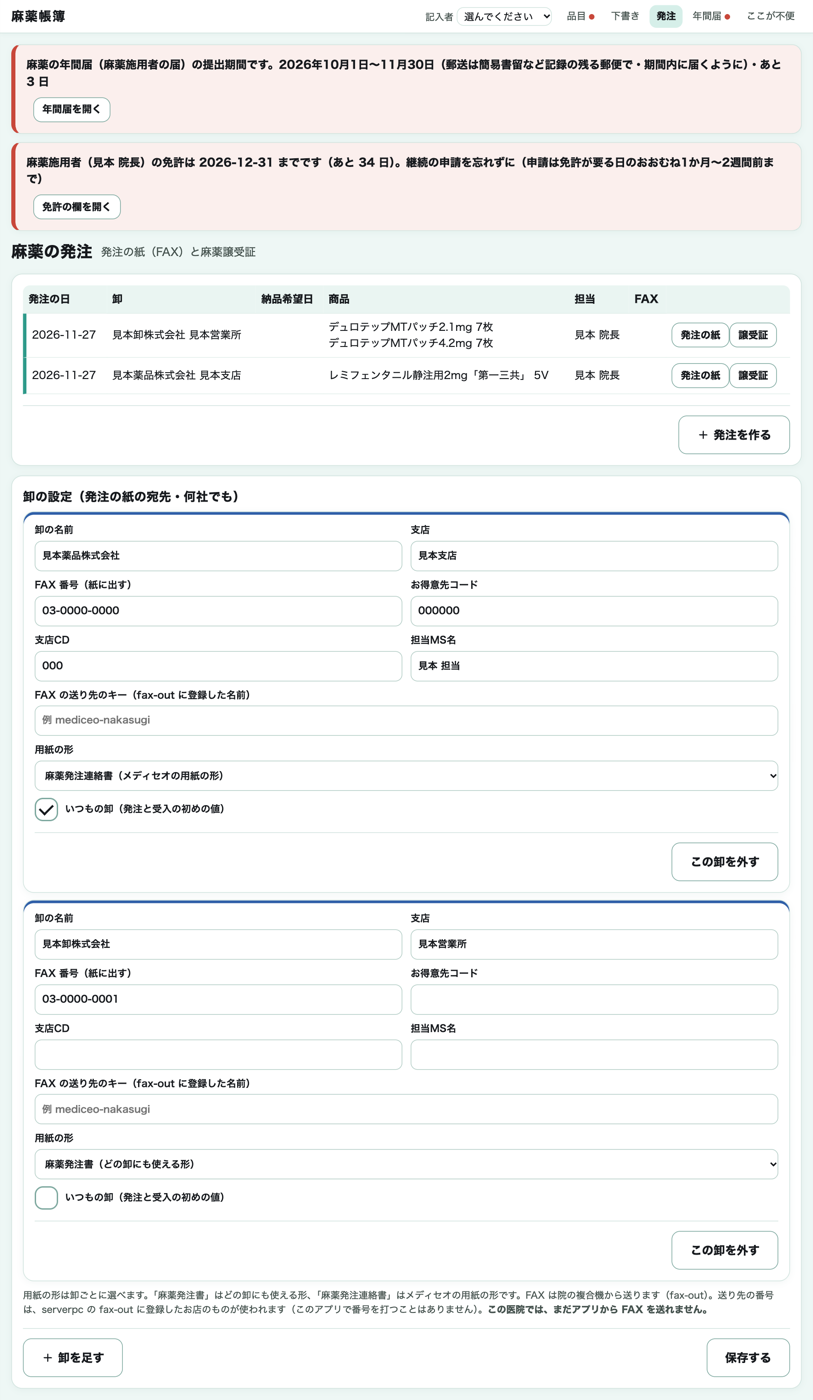 麻薬帳簿
記入者 選んでください 品目 下書き 発注 年間届 ここが不便
麻薬の年間届（麻薬施用者の届）の提出期間です。2026年10月1日〜11月30日（郵送は簡易書留など記録の残る郵便で・期間内に届くように）・あと
3 日
年間届を開く
麻薬施用者（見本 院長）の免許は 2026-12-31 までです（あと 34 日）。継続の申請を忘れずに（申請は免許が要る日のおおむね1か月〜2週間前ま
で）
免許の欄を開く
麻薬の発注 発注の紙（FAX）と麻薬譲受証
発注の日 卸 納品希望日 商品 担当 FAX
2026-11-27 見本卸株式会社 見本営業所 デュロテップMTパッチ2.1mg 7枚
デュロテップMTパッチ4.2mg 7枚 見本 院長 発注の紙 譲受証
2026-11-27 見本薬品株式会社 見本支店 レミフェンタニル静注用2mg「第一三共」 5V 見本 院長 発注の紙 譲受証
＋ 発注を作る
卸の設定（発注の紙の宛先・何社でも）
卸の名前 支店
見本薬品株式会社 見本支店
FAX 番号（紙に出す） お得意先コード
03-0000-0000 000000
支店CD 担当MS名
000 見本 担当
FAX の送り先のキー（fax-out に登録した名前）
例 mediceo-nakasugi
用紙の形
麻薬発注連絡書（メディセオの用紙の形）
いつもの卸（発注と受入の初めの値）
この卸を外す
卸の名前 支店
見本卸株式会社 見本営業所
FAX 番号（紙に出す） お得意先コード
03-0000-0001
支店CD 担当MS名
FAX の送り先のキー（fax-out に登録した名前）
例 mediceo-nakasugi
用紙の形
麻薬発注書（どの卸にも使える形）
いつもの卸（発注と受入の初めの値）
この卸を外す
用紙の形は卸ごとに選べます。「麻薬発注書」はどの卸にも使える形、「麻薬発注連絡書」はメディセオの用紙の形です。FAX は院の複合機から送ります（fax-out）。送り先の番号
は、serverpc の fax-out に登録したお店のものが使われます（このアプリで番号を打つことはありません）。この医院では、まだアプリから FAX を送れません。
＋ 卸を足す 保存する